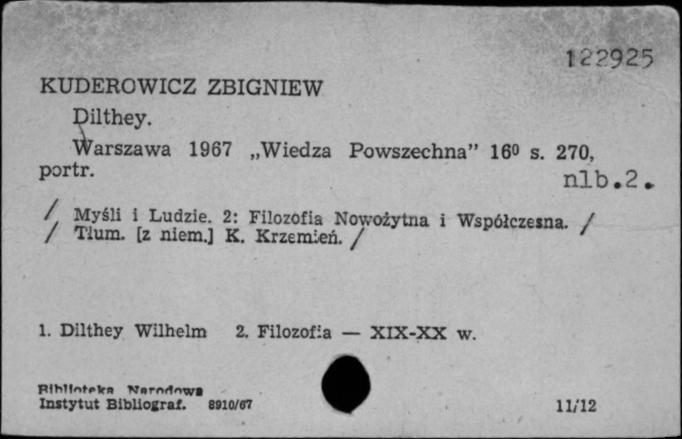 122925
KUDEROWICZ ZBIGNIEW
Dilthey.
Warszawa 1967 „Wiedza Powszechna” 16⁰ s. 270,
portr.
nlb.2.
/ Myśli i Ludzie. 2: Filozofia Nowożytna i Współczesna. /
/ Tłum. [z niem.] K. Krzemień. /
1. Dilthey Wilhelm 2. Filozofia — XIX-XX w.
Biblioteka Narodowa
Instytut Bibliograf. 8910/67
11/12